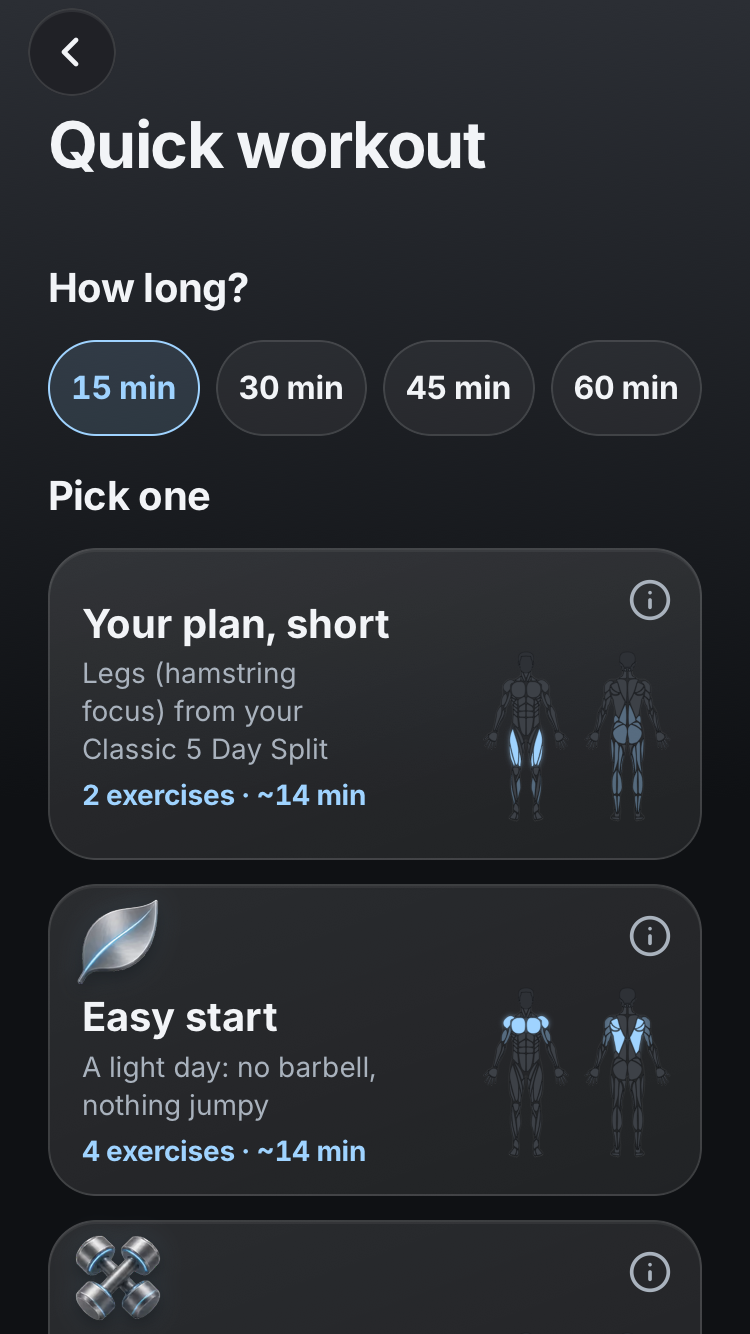 Quick workout
How long?
15 min
30 min
45 min
60 min
Pick one
Your plan, short
Legs (hamstring
focus) from your
Classic 5 Day Split
2 exercises · ~14 min
Easy start
A light day: no barbell,
nothing jumpy
4 exercises · ~14 min